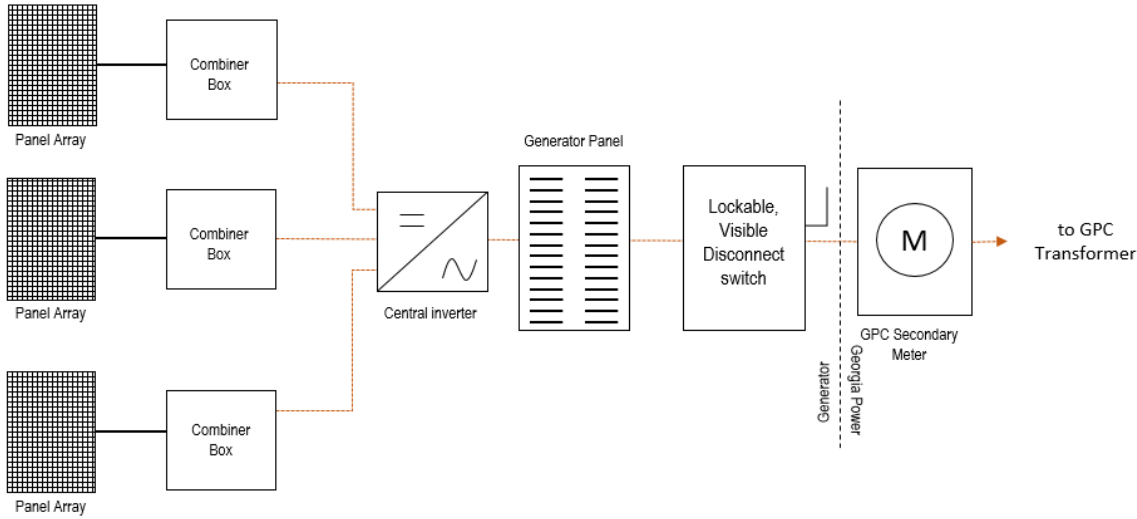 Combiner
Box
Panel Array
Generator Panel
Combiner
Box
Panel Array
Central inverter
Lockable,
Visible
Disconnect
switch
M
to GPC
Transformer
GPC Secondary
Meter
Generator
Georgia Power
Combiner
Box
Panel Array